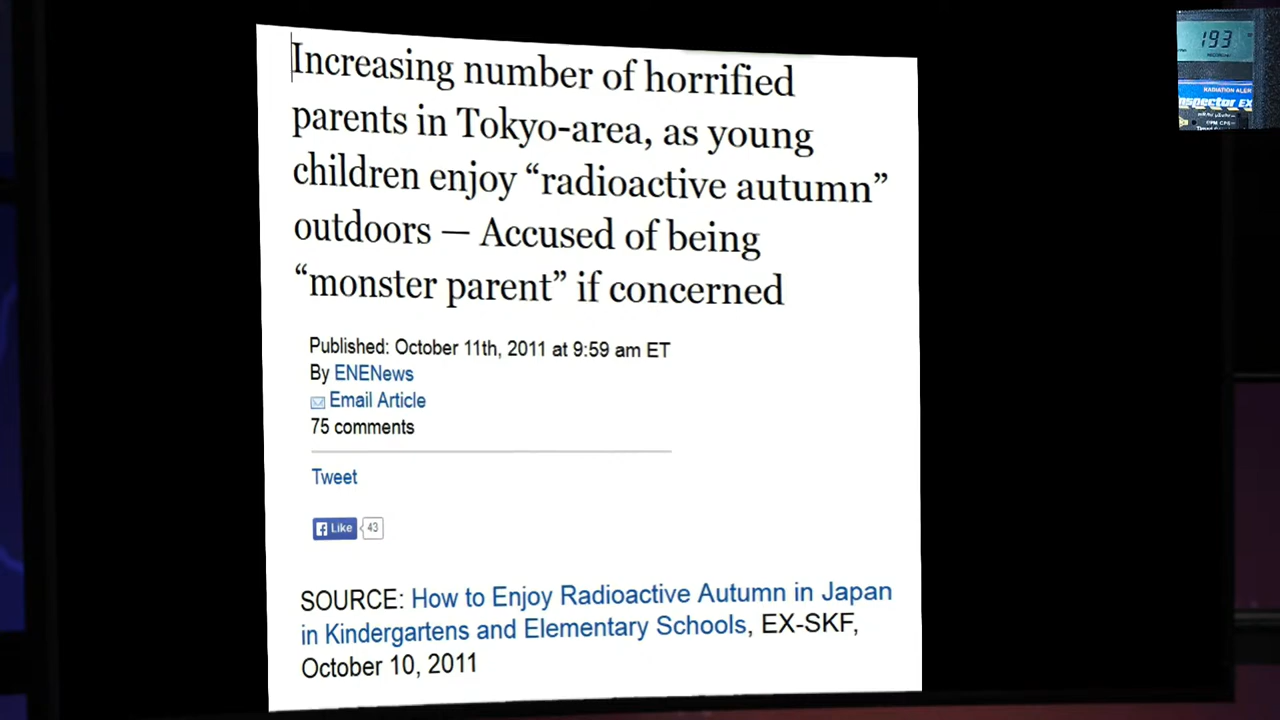 Increasing number of horrified
parents in Tokyo-area, as young
children enjoy “radioactive autumn”
outdoors — Accused of being
“monster parent” if concerned
Published: October 11th, 2011 at 9:59 am ET
By ENENews
Email Article
75 comments
Tweet
Like 43
SOURCE: How to Enjoy Radioactive Autumn in Japan
in Kindergartens and Elementary Schools, EX-SKF,
October 10, 2011
193
RADIATION ALER
nspector EX